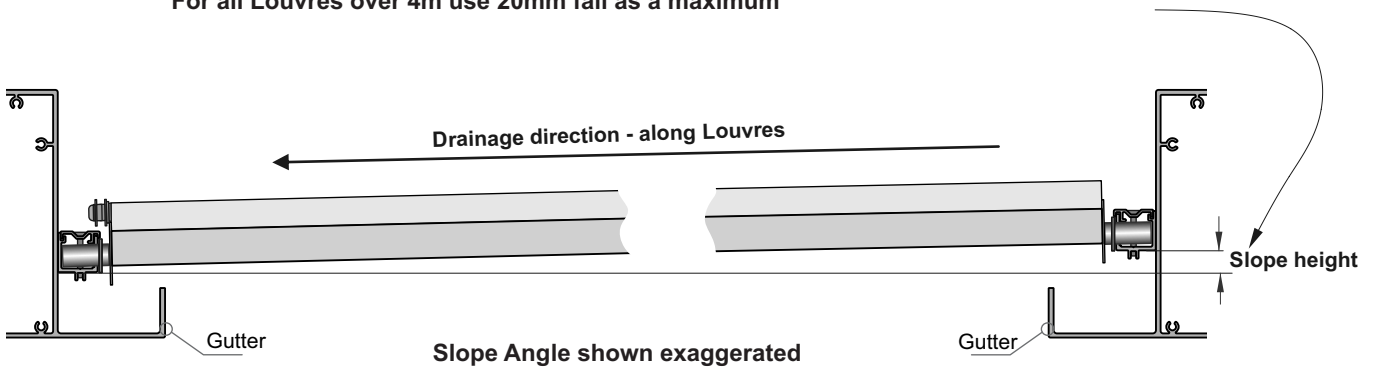 For all Louvres over 4m use 20mm fall as a maximum
Drainage direction - along Louvres
Slope height
Gutter
Gutter
Slope Angle shown exaggerated